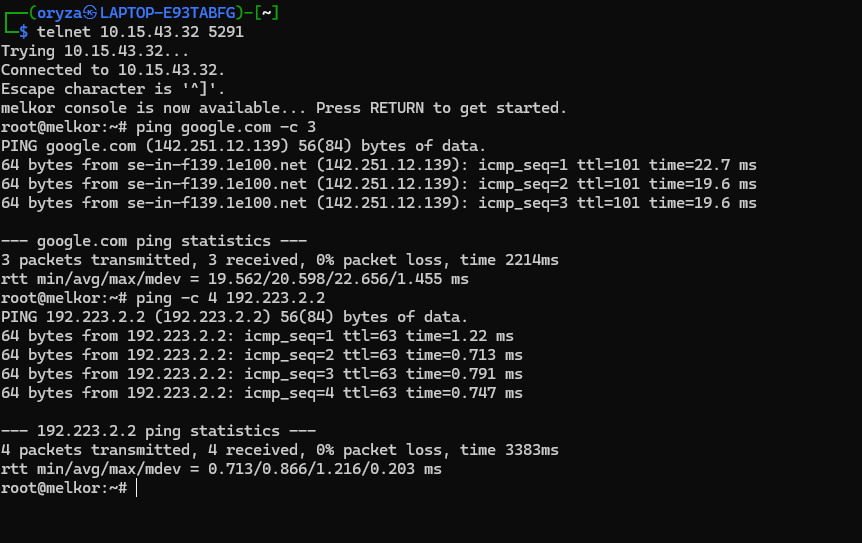 ┌──(oryza㉿LAPTOP-E93TABFG)-[~]
└─$ telnet 10.15.43.32 5291
Trying 10.15.43.32...
Connected to 10.15.43.32.
Escape character is '^]'.
melkor console is now available... Press RETURN to get started.
root@melkor:~# ping google.com -c 3
PING google.com (142.251.12.139) 56(84) bytes of data.
64 bytes from se-in-f139.1e100.net (142.251.12.139): icmp_seq=1 ttl=101 time=22.7 ms
64 bytes from se-in-f139.1e100.net (142.251.12.139): icmp_seq=2 ttl=101 time=19.6 ms
64 bytes from se-in-f139.1e100.net (142.251.12.139): icmp_seq=3 ttl=101 time=19.6 ms

--- google.com ping statistics ---
3 packets transmitted, 3 received, 0% packet loss, time 2214ms
rtt min/avg/max/mdev = 19.562/20.598/22.656/1.455 ms
root@melkor:~# ping -c 4 192.223.2.2
PING 192.223.2.2 (192.223.2.2) 56(84) bytes of data.
64 bytes from 192.223.2.2: icmp_seq=1 ttl=63 time=1.22 ms
64 bytes from 192.223.2.2: icmp_seq=2 ttl=63 time=0.713 ms
64 bytes from 192.223.2.2: icmp_seq=3 ttl=63 time=0.791 ms
64 bytes from 192.223.2.2: icmp_seq=4 ttl=63 time=0.747 ms

--- 192.223.2.2 ping statistics ---
4 packets transmitted, 4 received, 0% packet loss, time 3383ms
rtt min/avg/max/mdev = 0.713/0.866/1.216/0.203 ms
root@melkor:~#